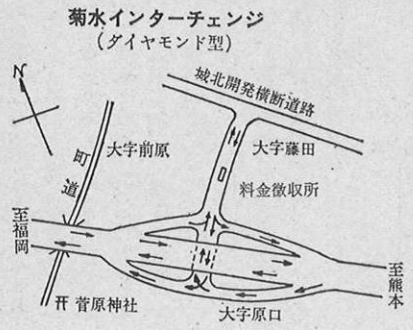 菊水インターチェンジ
(ダイヤモンド型)
N
城北開発横断道路
大字前原
大字藤田
町道
料金徴収所
至福岡
至熊本
菅原神社
大字原口